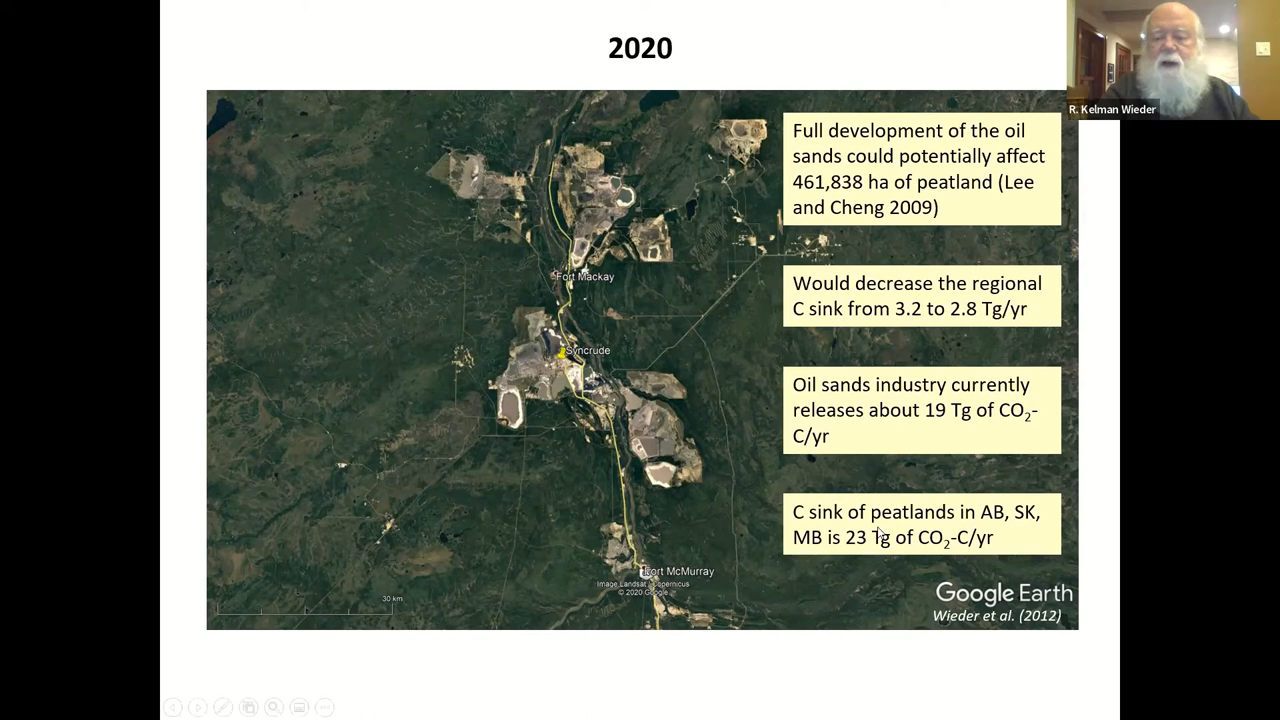 2020
R. Kelman Wieder
Full development of the oil
sands could potentially affect
461,838 ha of peatland (Lee
and Cheng 2009)
Would decrease the regional
C sink from 3.2 to 2.8 Tg/yr
Oil sands industry currently
releases about 19 Tg of CO₂-
C/yr
C sink of peatlands in AB, SK,
MB is 23 Tg of CO₂-C/yr
Fort Mackay
Syncrude
Fort McMurray
Image Landsat / Copernicus
© 2020 Google
30 km
Google Earth
Wieder et al. (2012)